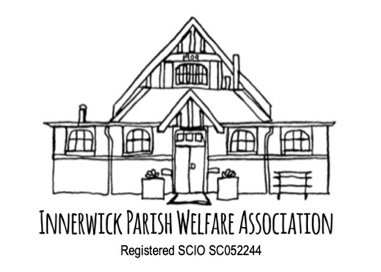 INNERWICK PARISH WELFARE ASSOCIATION
Registered SCIO SC052244